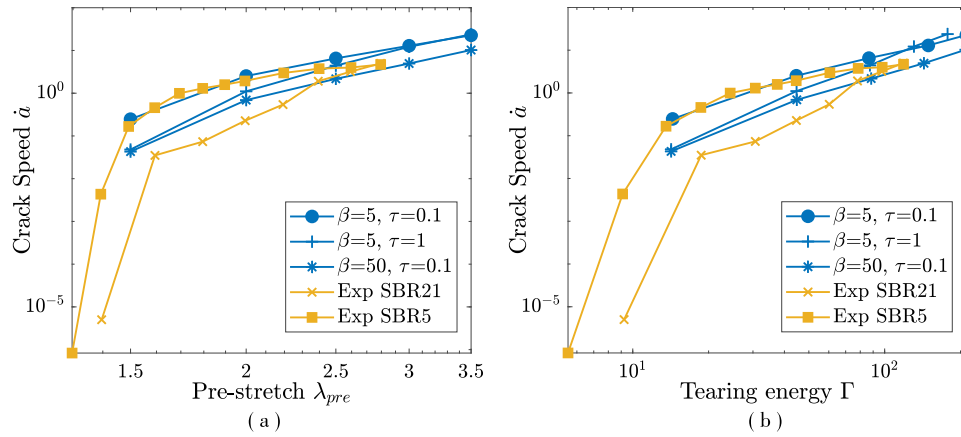 Crack Speed ȧ
10⁰
10⁻⁵
β=5, τ=0.1
β=5, τ=1
β=50, τ=0.1
Exp SBR21
Exp SBR5
1.5 2 2.5 3 3.5
Pre-stretch λ_pre
( a )
Crack Speed ȧ
10⁰
10⁻⁵
β=5, τ=0.1
β=5, τ=1
β=50, τ=0.1
Exp SBR21
Exp SBR5
10¹ 10²
Tearing energy Γ
( b )